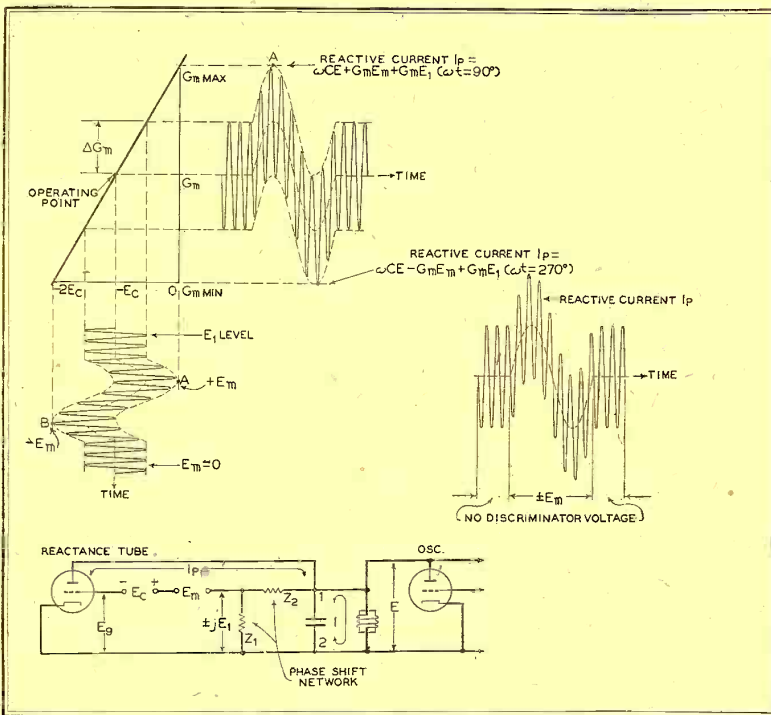 REACTIVE CURRENT Ip =
ωCE+GmEm+GmE1 (ωt=90°)
A
Gm MAX
ΔGm
OPERATING
POINT
Gm
TIME
REACTIVE CURRENT Ip =
ωCE-GmEm+GmE1 (ωt=270°)
-2Ec
-Ec
0
Gm MIN
E1 LEVEL
A
+Em
B
-Em
Em=0
TIME
REACTIVE CURRENT Ip
TIME
±Em
NO DISCRIMINATOR VOLTAGE
REACTANCE TUBE
OSC.
Ip
- Ec + Em
Eg
±jE1
Z1
Z2
1
I
2
E
PHASE SHIFT
NETWORK